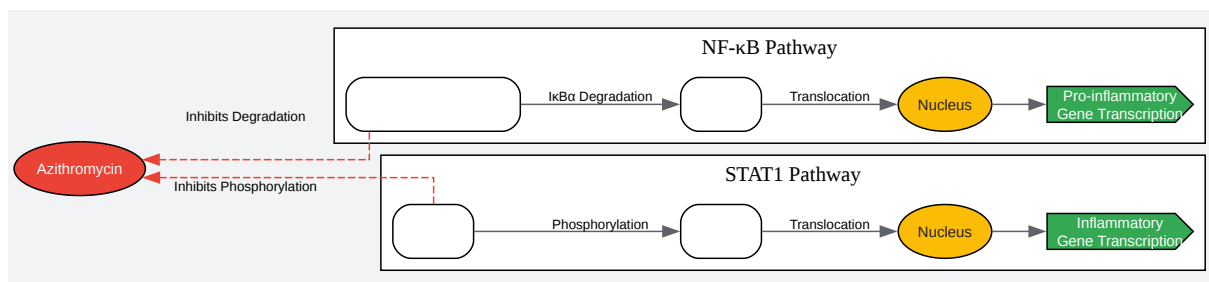 NF-κB Pathway
IκBα Degradation
Translocation
Nucleus
Pro-inflammatory
Gene Transcription
Inhibits Degradation
Azithromycin
Inhibits Phosphorylation
STAT1 Pathway
Phosphorylation
Translocation
Nucleus
Inflammatory
Gene Transcription